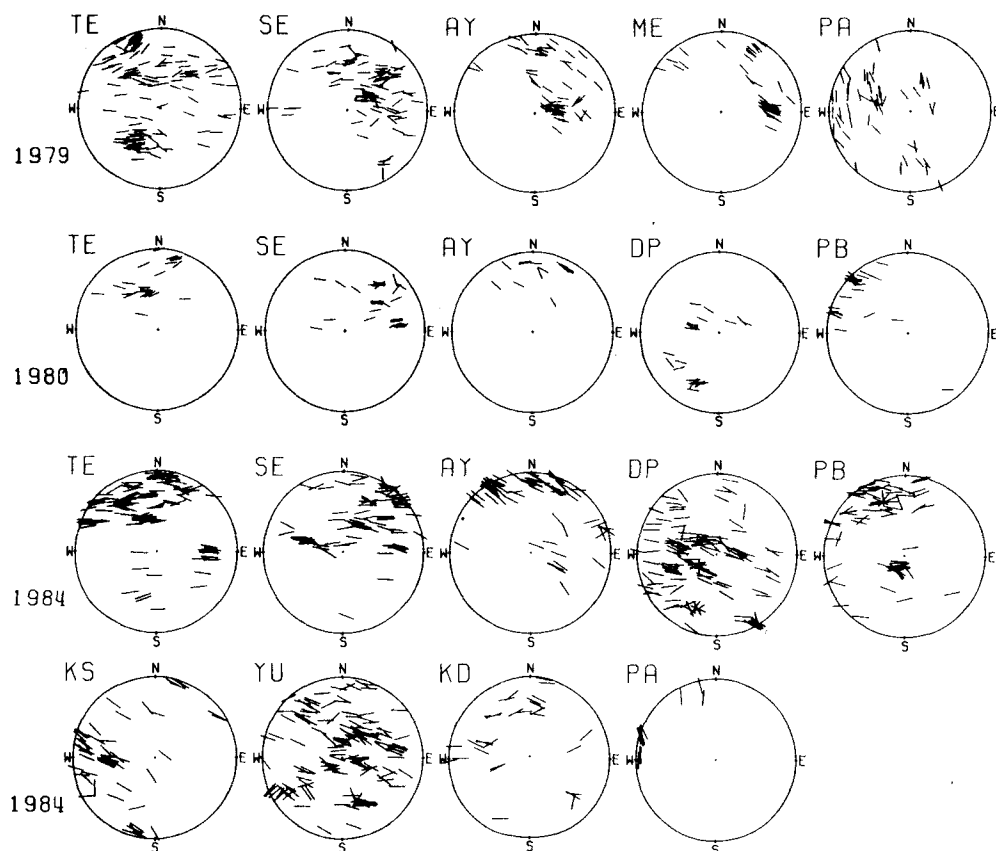 TE SE AY ME PA
N N N N N
W E W E W E W E W E
1979
S S S S S
TE SE AY DP PB
N N N N N
W E W E W E W E W E
1980
S S S S S
TE SE AY DP PB
N N N N N
W E W E W E W E W E
1984
S S S S S
KS YU KD PA
N N N N
W E W E W E W E
1984
S S S S